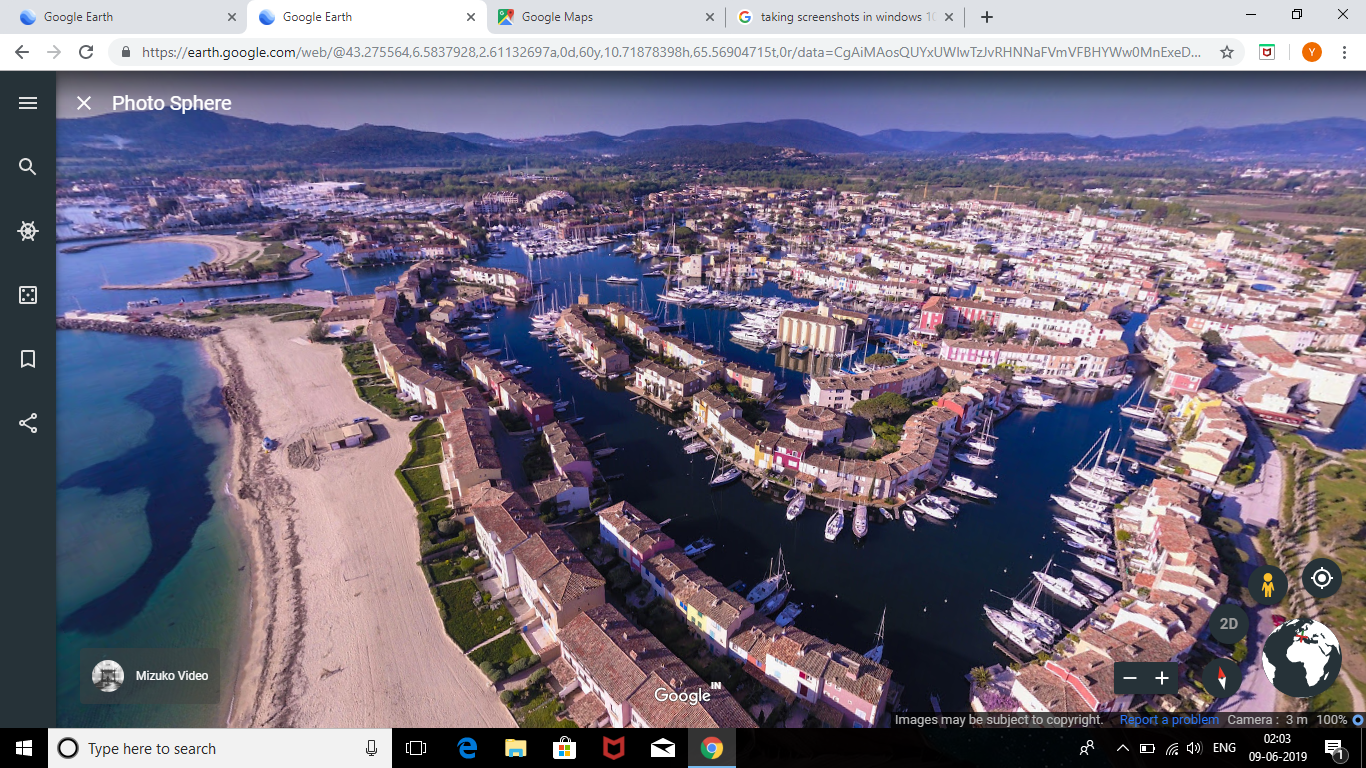 Google Earth
Google Earth
Google Maps
taking screenshots in windows 10
https://earth.google.com/web/@43.275564,6.5837928,2.61132697a,0d,60y,10.71878398h,65.56904715t,0r/data=CgAiMAosQUYxUWlwTzJvRHNNaFVmVFBHYWw0MnExeD...
Y
Photo Sphere
2D
Mizuko Video
Google IN
Images may be subject to copyright. Report a problem Camera : 3 m 100%
Type here to search
ENG
02:03
09-06-2019
1